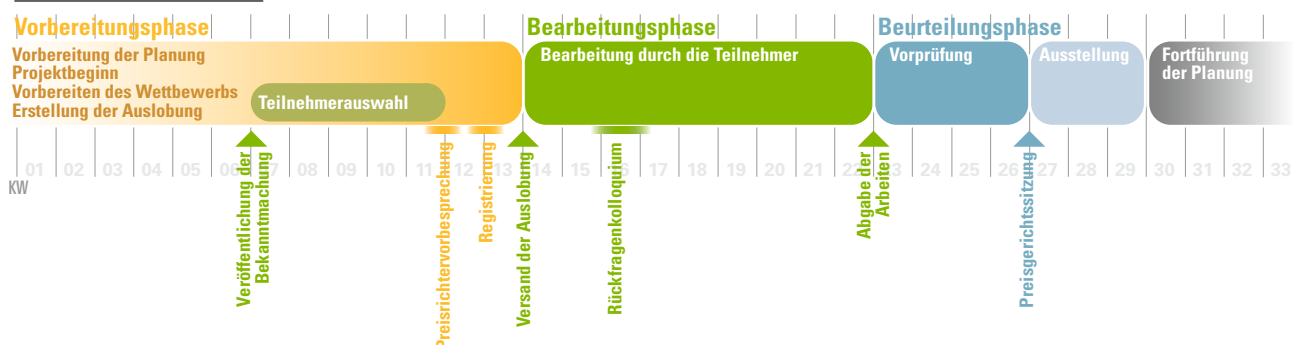 Vorbereitungsphase
Bearbeitungsphase
Beurteilungsphase
Vorbereitung der Planung
Projektbeginn
Vorbereiten des Wettbewerbs
Erstellung der Auslobung
Teilnehmerauswahl
Bearbeitung durch die Teilnehmer
Vorprüfung
Ausstellung
Fortführung
der Planung
01 02 03 04 05 06 07 08 09 10 11 12 13 14 15 16 17 18 19 20 21 22 23 24 25 26 27 28 29 30 31 32 33
KW
Veröffentlichung der
Bekanntmachung
Preisrichtervorbesprechung
Registrierung
Versand der Auslobung
Rückfragenkolloquum
Abgabe der
Arbeiten
Preisgerichtssitzung